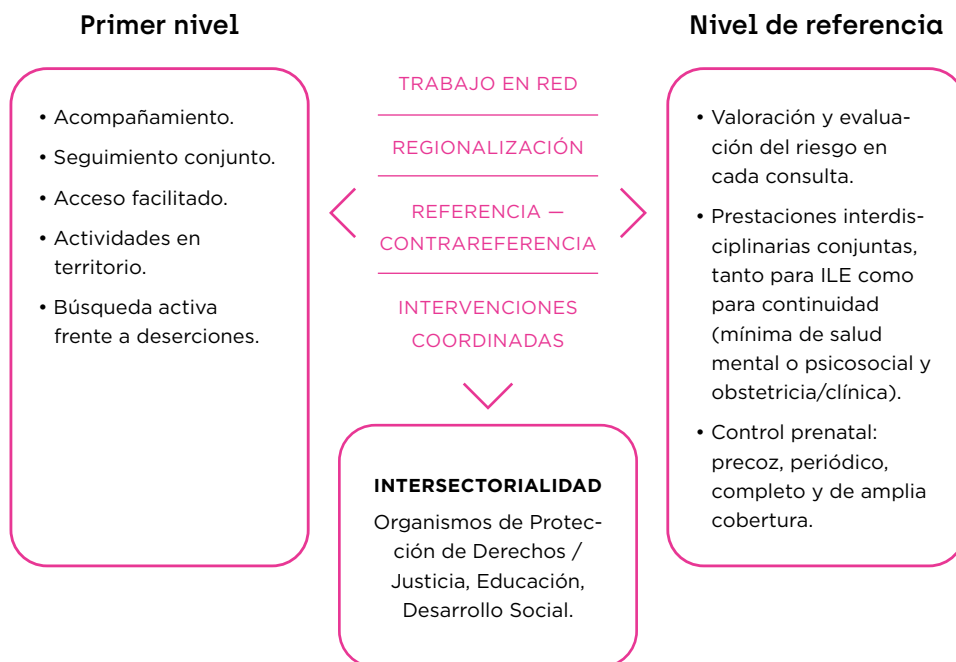 Primer nivel
• Acompañamiento.
• Seguimiento conjunto.
• Acceso facilitado.
• Actividades en
territorio.
• Búsqueda activa
frente a deserciones.
TRABAJO EN RED
REGIONALIZACIÓN
REFERENCIA —
CONTRAREFERENCIA
INTERVENCIONES
COORDINADAS
Nivel de referencia
• Valoración y evalua-
ción del riesgo en
cada consulta.
• Prestaciones interdis-
ciplinarias conjuntas,
tanto para ILE como
para continuidad
(mínima de salud
mental o psicosocial y
obstetricia/clínica).
• Control prenatal:
precoz, periódico,
completo y de amplia
cobertura.
INTERSECTORIALIDAD
Organismos de Protec-
ción de Derechos /
Justicia, Educación,
Desarrollo Social.